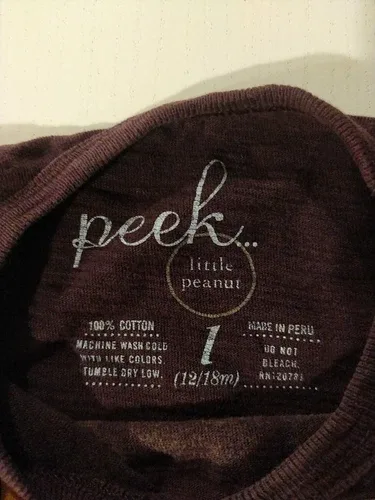 peek...
little
peanut
100% COTTON
MACHINE WASH COLD
WITH LIKE COLORS.
TUMBLE DRY LOW.
1
(12/18m)
MADE IN PERU
DO NOT
BLEACH.